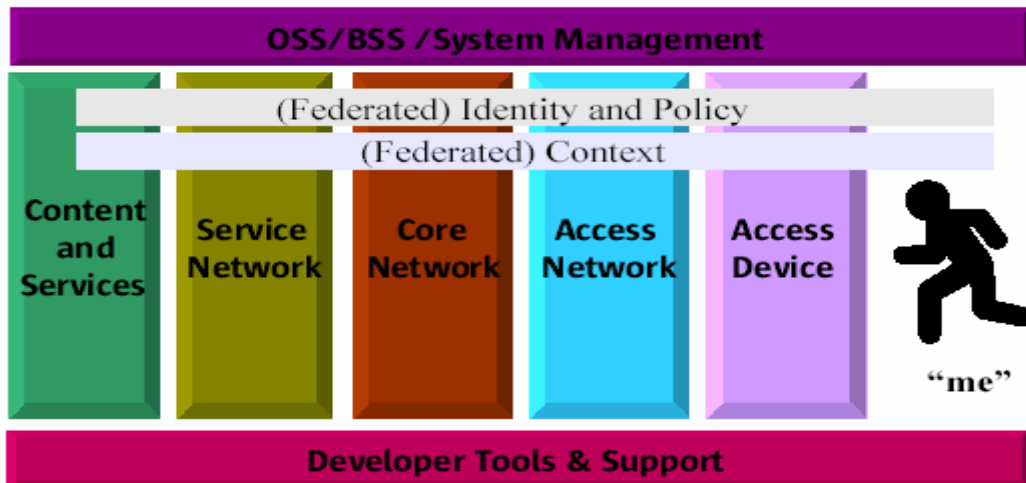 OSS/BSS /System Management
(Federated) Identity and Policy
(Federated) Context
Content
and
Services
Service
Network
Core
Network
Access
Network
Access
Device
“me”
Developer Tools & Support